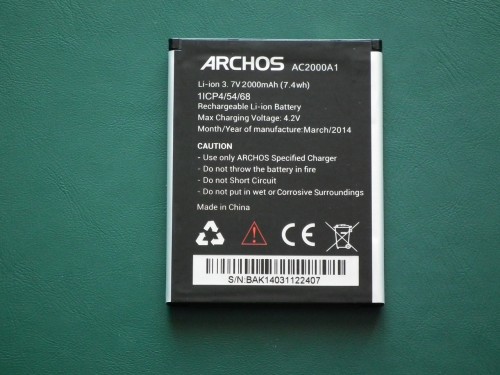 ARCHOS AC2000A1
Li-ion 3. 7V 2000mAh (7.4wh)
1ICP4/54/68
Rechargeable Li-ion Battery
Max Charging Voltage: 4.2V
Month/Year of manufacture:March/2014
CAUTION
- Use only ARCHOS Specified Charger
- Do not throw the battery in fire
- Do not Short Circuit
- Do not put in wet or Corrosive Surroundings
Made in China
CE
S/N:BAK14031122407